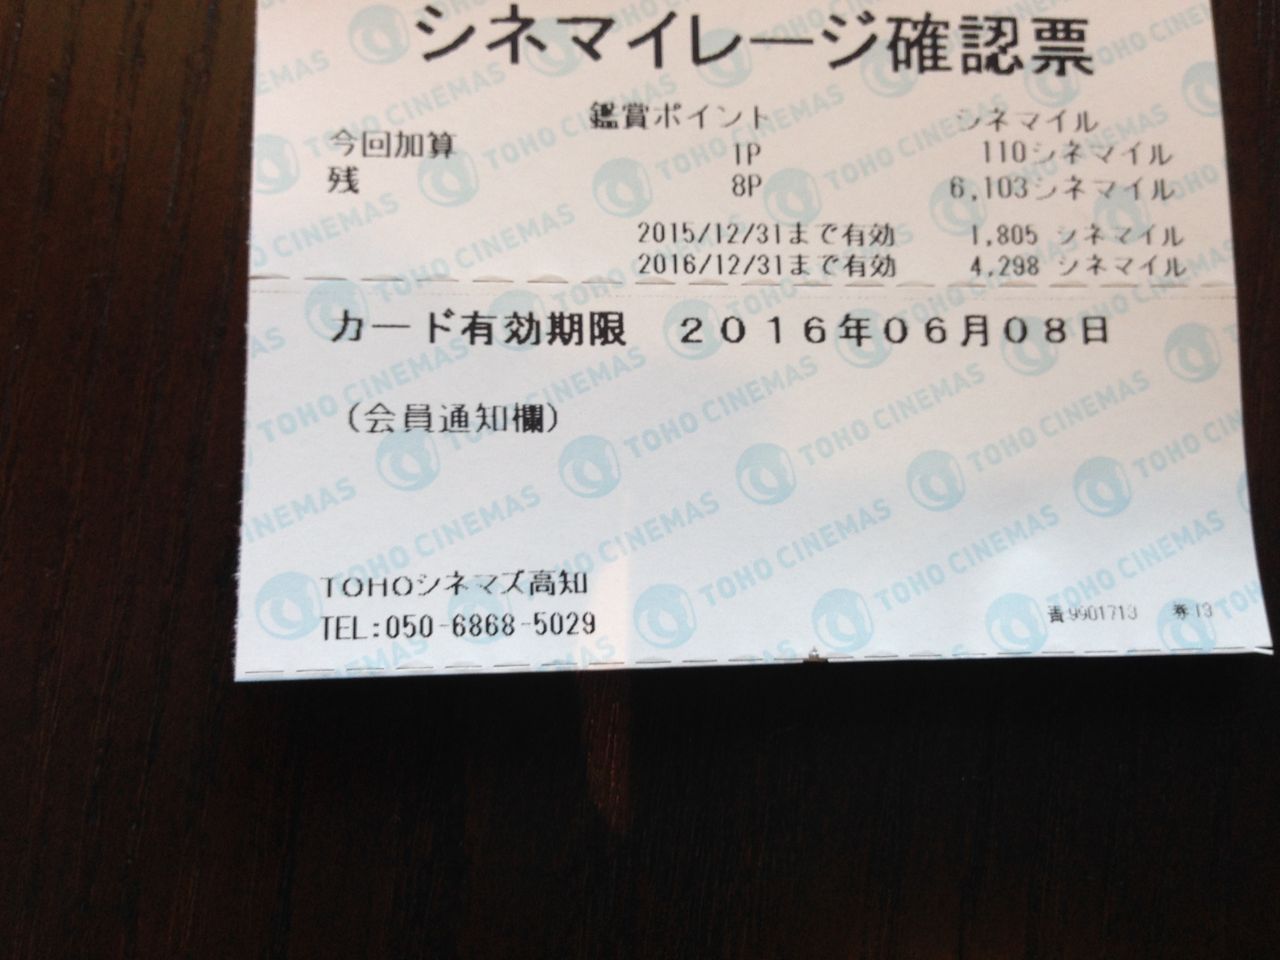 シネマイレージ確認票
鑑賞ポイント シネマイル
今回加算 1P 110シネマイル
残 8P 6,103シネマイル
2015/12/31まで有効 1,805 シネマイル
2016/12/31まで有効 4,298 シネマイル
カード有効期限 2016年06月08日
(会員通知欄)
TOHOシネマズ高知
TEL:050-6868-5029
責:9901713 券13
TOHO CINEMAS